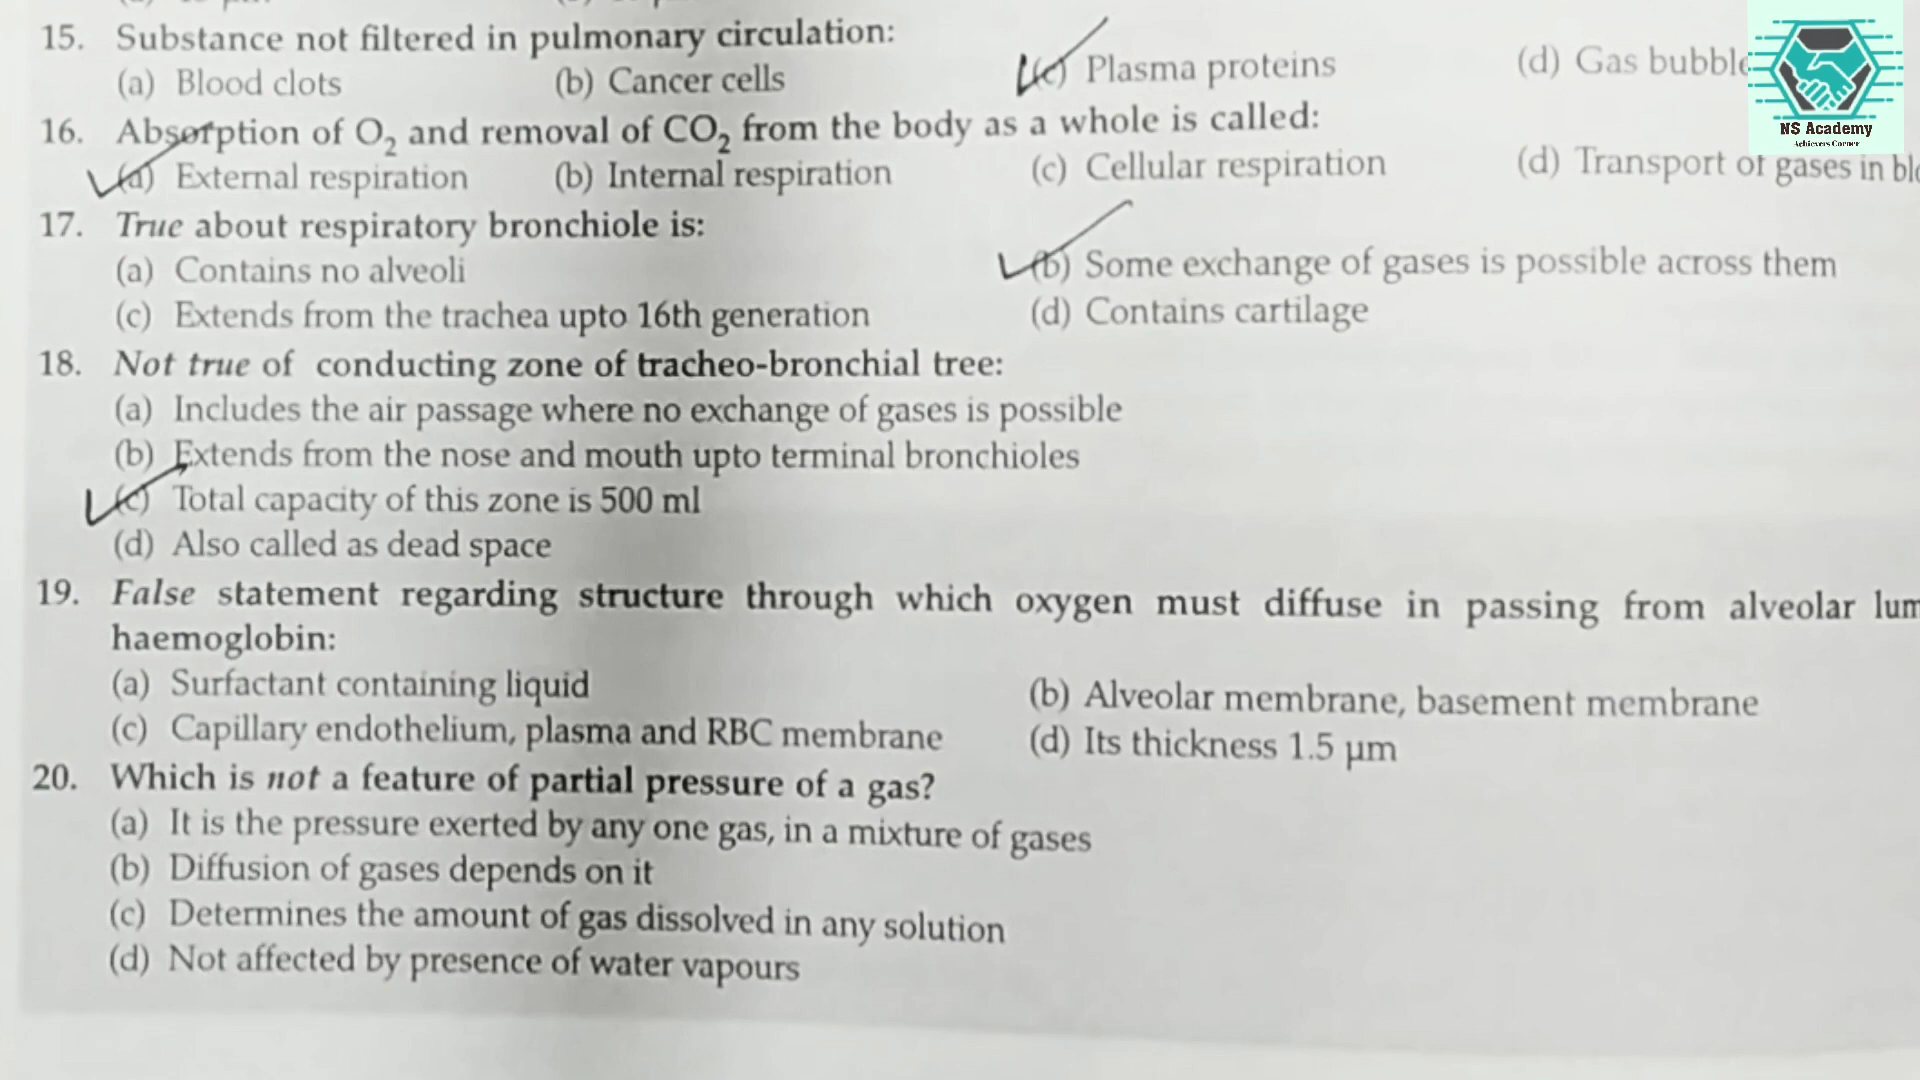 15. Substance not filtered in pulmonary circulation:
(a) Blood clots (b) Cancer cells (c) Plasma proteins (d) Gas
NS Academy
Achievers Corner
16. Absorption of O₂ and removal of CO₂ from the body as a whole is called:
(a) External respiration (b) Internal respiration (c) Cellular respiration (d) Transport of gases in
17. True about respiratory bronchiole is:
(a) Contains no alveoli (b) Some exchange of gases is possible across them
(c) Extends from the trachea upto 16th generation (d) Contains cartilage
18. Not true of conducting zone of tracheo-bronchial tree:
(a) Includes the air passage where no exchange of gases is possible
(b) Extends from the nose and mouth upto terminal bronchioles
(c) Total capacity of this zone is 500 ml
(d) Also called as dead space
19. False statement regarding structure through which oxygen must diffuse in passing from alveolar
haemoglobin:
(a) Surfactant containing liquid (b) Alveolar membrane, basement membrane
(c) Capillary endothelium, plasma and RBC membrane (d) Its thickness 1.5 µm
20. Which is not a feature of partial pressure of a gas?
(a) It is the pressure exerted by any one gas, in a mixture of gases
(b) Diffusion of gases depends on it
(c) Determines the amount of gas dissolved in any solution
(d) Not affected by presence of water vapours